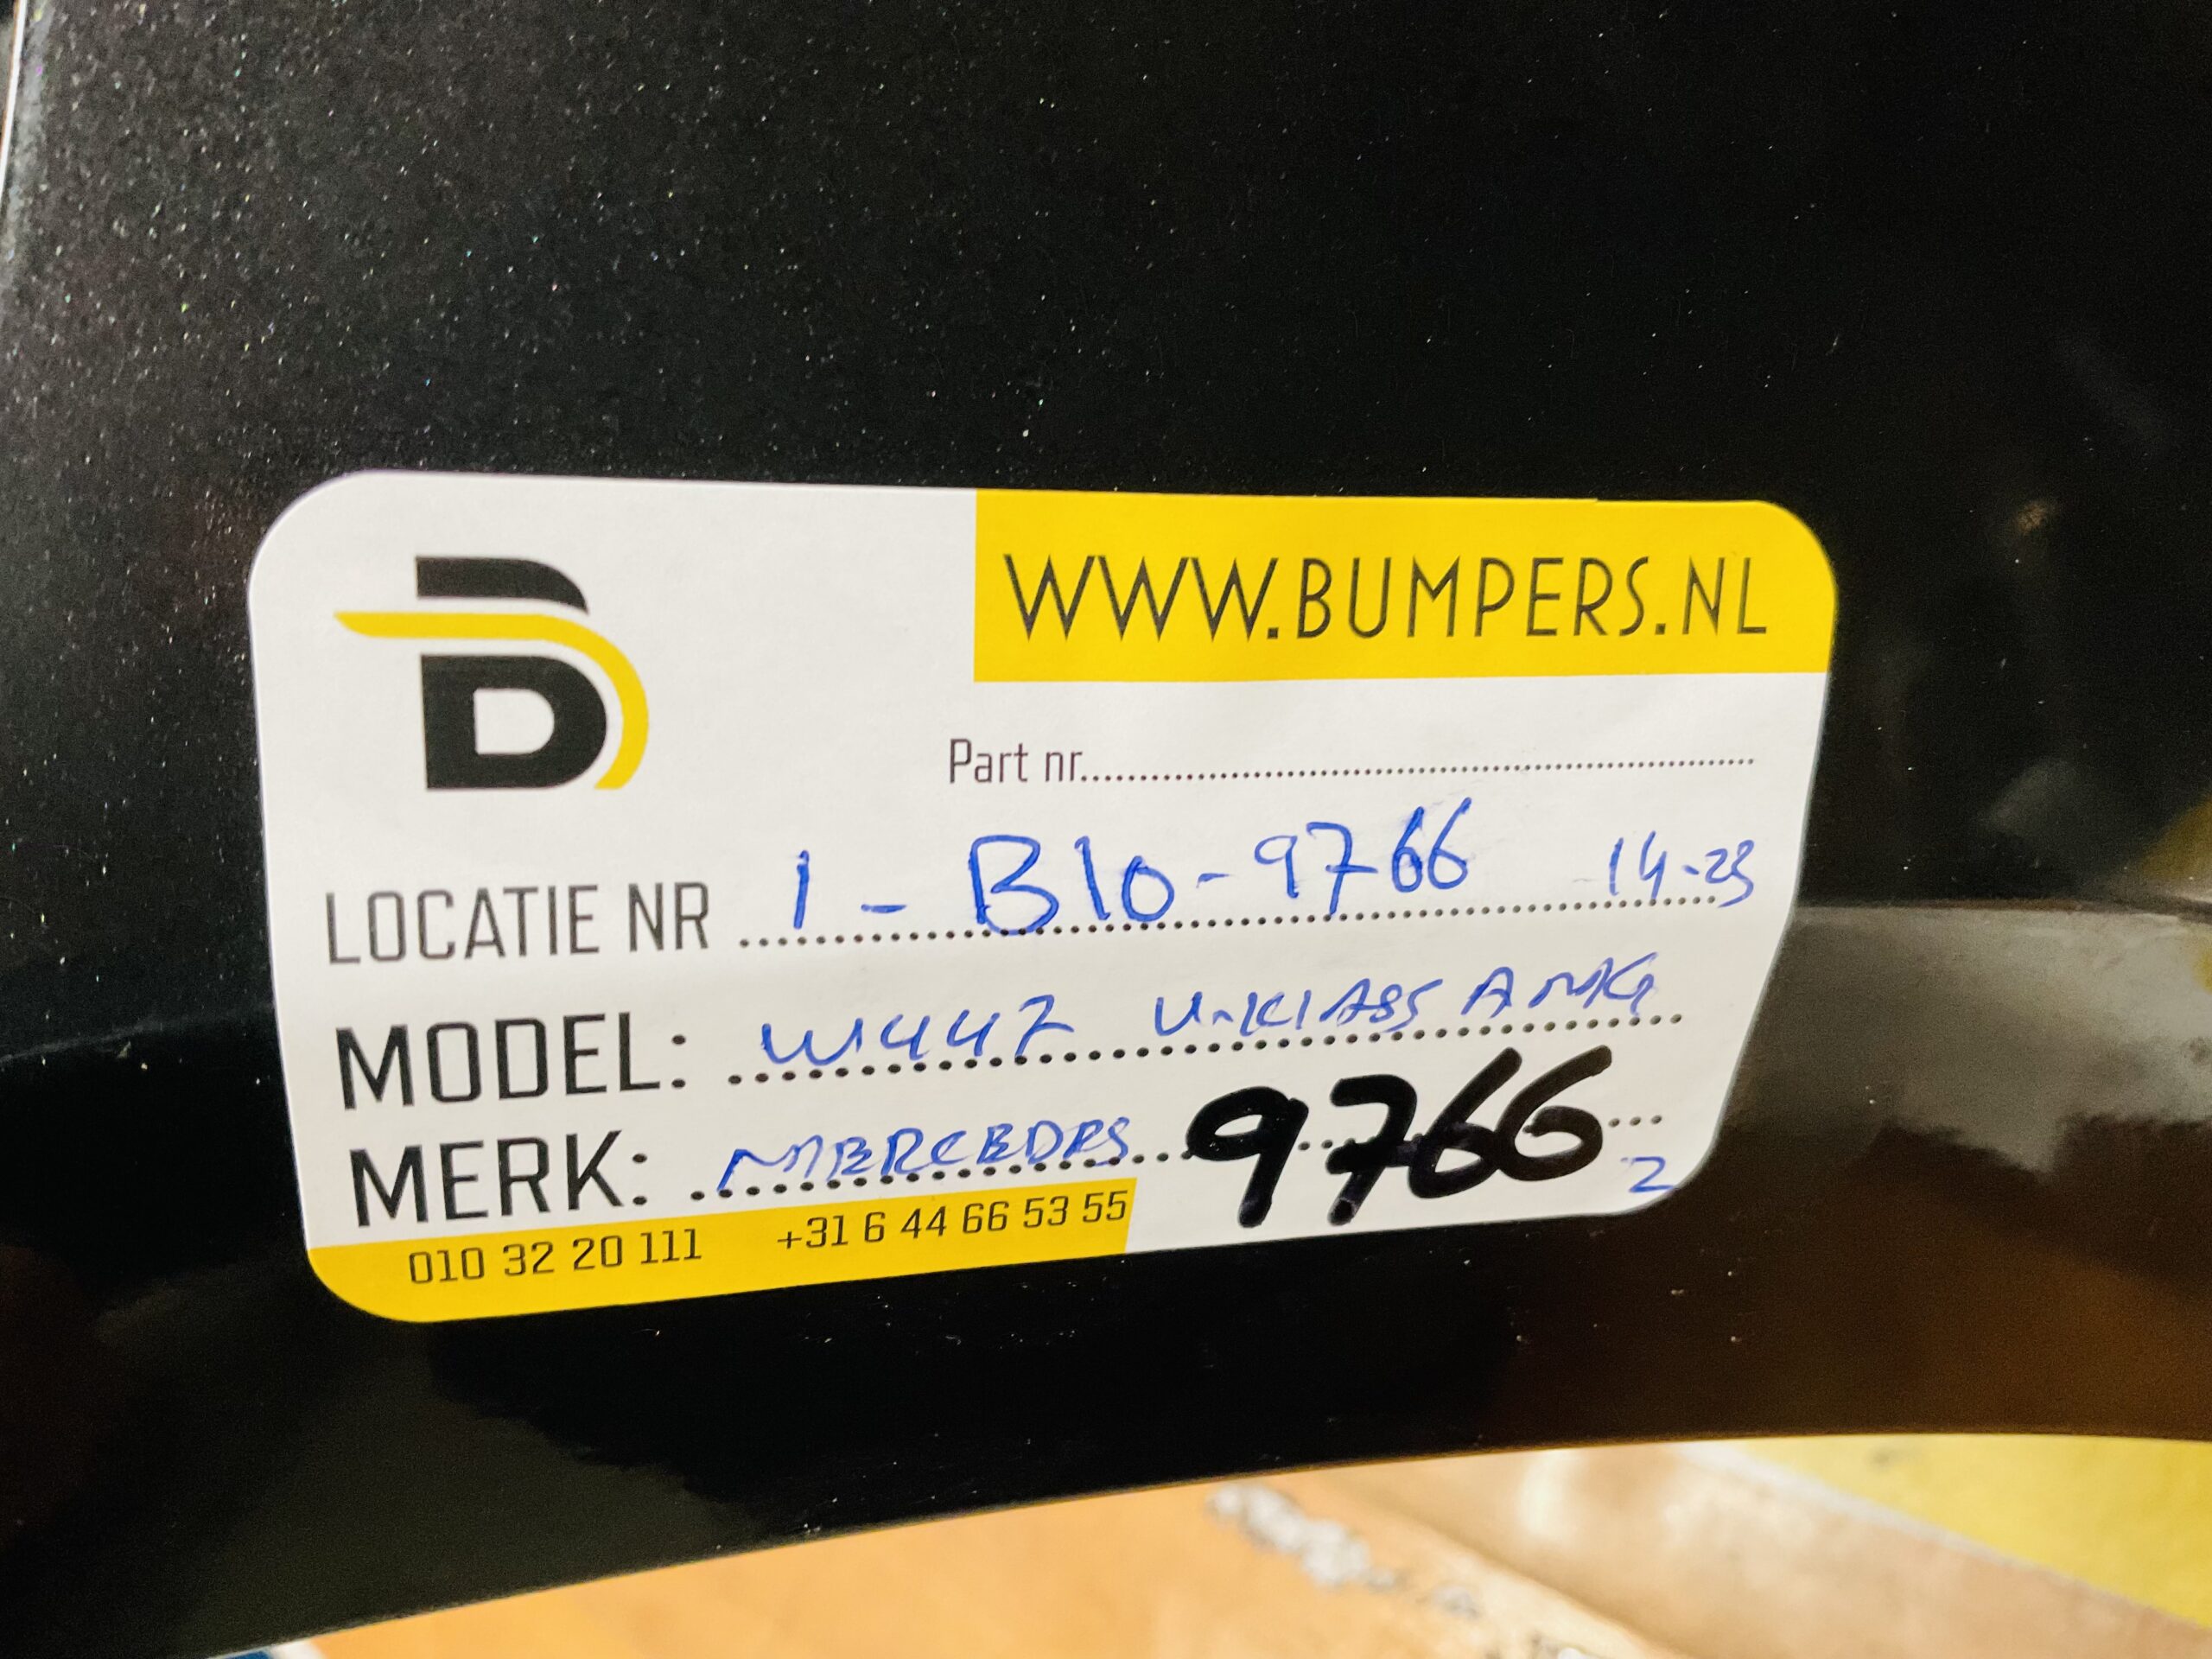 B
WWW.BUMPERS.NL
Part nr.
LOCATIE NR 1 - B10-9766 14-23
MODEL: W447 V-Klass AMG
MERK: MERCEDES 9766 2
010 32 20 111 +31 6 44 66 53 55